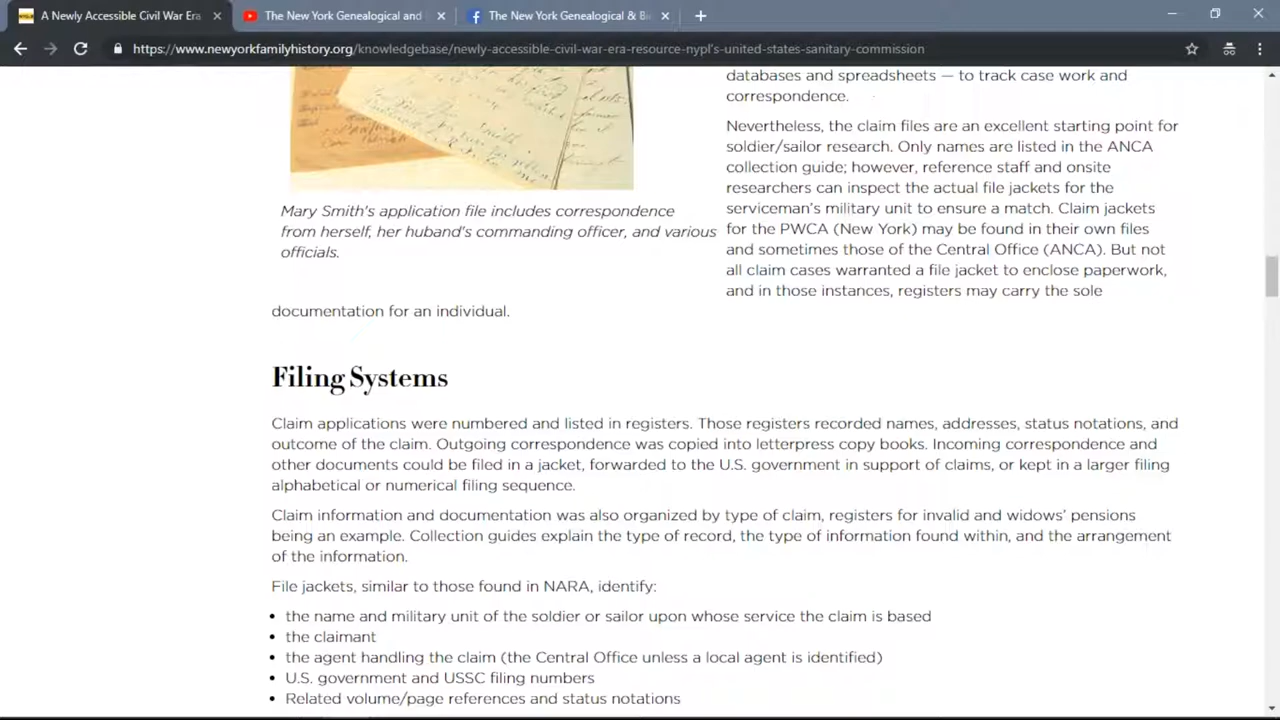 A Newly Accessible Civil War Era
The New York Genealogical and
The New York Genealogical & Bi
https://www.newyorkfamilyhistory.org/knowledgebase/newly-accessible-civil-war-era-resource-nypl's-united-states-sanitary-commission
databases and spreadsheets — to track case work and
correspondence.
Nevertheless, the claim files are an excellent starting point for
soldier/sailor research. Only names are listed in the ANCA
collection guide; however, reference staff and onsite
researchers can inspect the actual file jackets for the
serviceman's military unit to ensure a match. Claim jackets
for the PWCA (New York) may be found in their own files
and sometimes those of the Central Office (ANCA). But not
all claim cases warranted a file jacket to enclose paperwork,
and in those instances, registers may carry the sole
documentation for an individual.
Mary Smith's application file includes correspondence
from herself, her huband's commanding officer, and various
officials.
Filing Systems
Claim applications were numbered and listed in registers. Those registers recorded names, addresses, status notations, and
outcome of the claim. Outgoing correspondence was copied into letterpress copy books. Incoming correspondence and
other documents could be filed in a jacket, forwarded to the U.S. government in support of claims, or kept in a larger filing
alphabetical or numerical filing sequence.
Claim information and documentation was also organized by type of claim, registers for invalid and widows' pensions
being an example. Collection guides explain the type of record, the type of information found within, and the arrangement
of the information.
File jackets, similar to those found in NARA, identify:
• the name and military unit of the soldier or sailor upon whose service the claim is based
• the claimant
• the agent handling the claim (the Central Office unless a local agent is identified)
• U.S. government and USSC filing numbers
• Related volume/page references and status notations